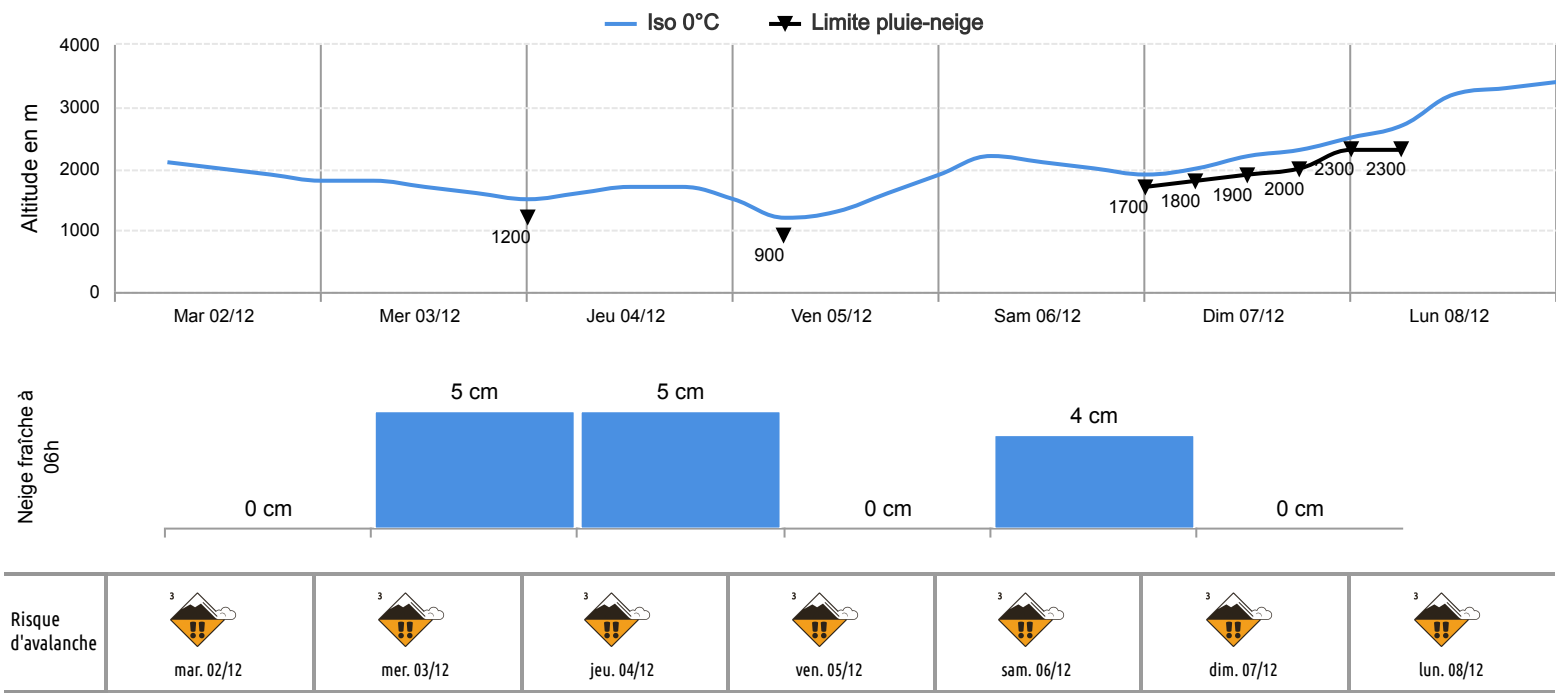 Iso 0°C Limite pluie-neige
Altitude en m
4000
3000
2000
1000
0
1200
900
1700
1800
1900
2000
2300
2300
Mar 02/12 Mer 03/12 Jeu 04/12 Ven 05/12 Sam 06/12 Dim 07/12 Lun 08/12
Neige fraîche à
06h
0 cm 5 cm 5 cm 0 cm 4 cm 0 cm
Risque
d'avalanche
3 3 3 3 3 3 3
!! !! !! !! !! !! !!
mar. 02/12 mer. 03/12 jeu. 04/12 ven. 05/12 sam. 06/12 dim. 07/12 lun. 08/12